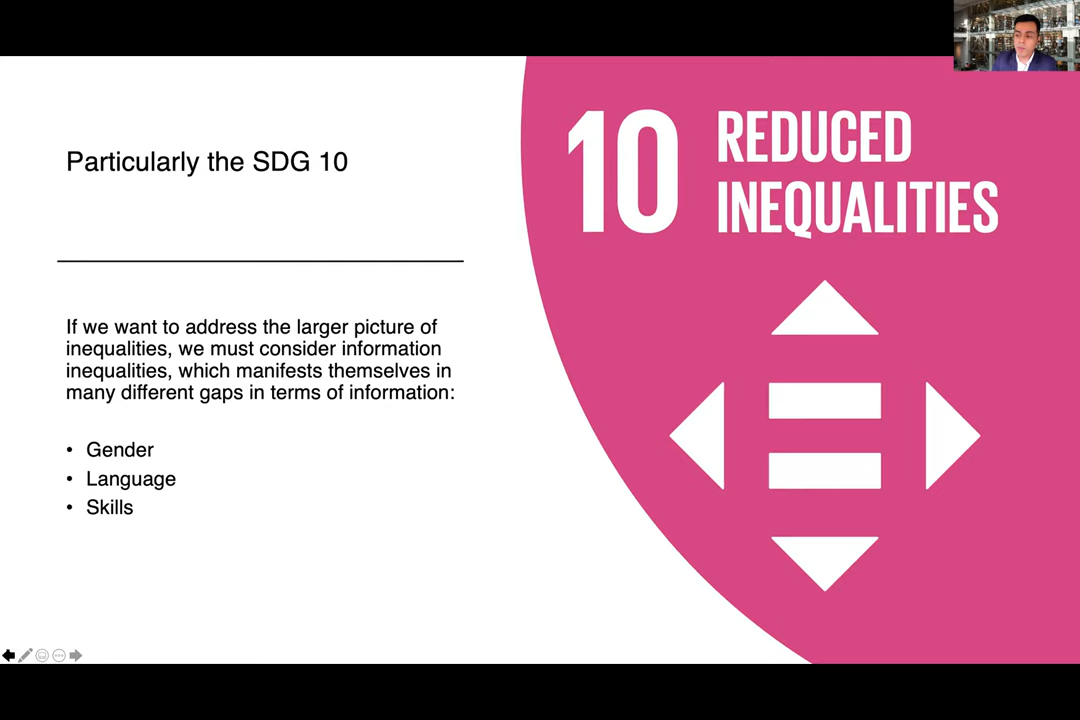 Particularly the SDG 10
If we want to address the larger picture of
inequalities, we must consider information
inequalities, which manifests themselves in
many different gaps in terms of information:
• Gender
• Language
• Skills
10 REDUCED
INEQUALITIES